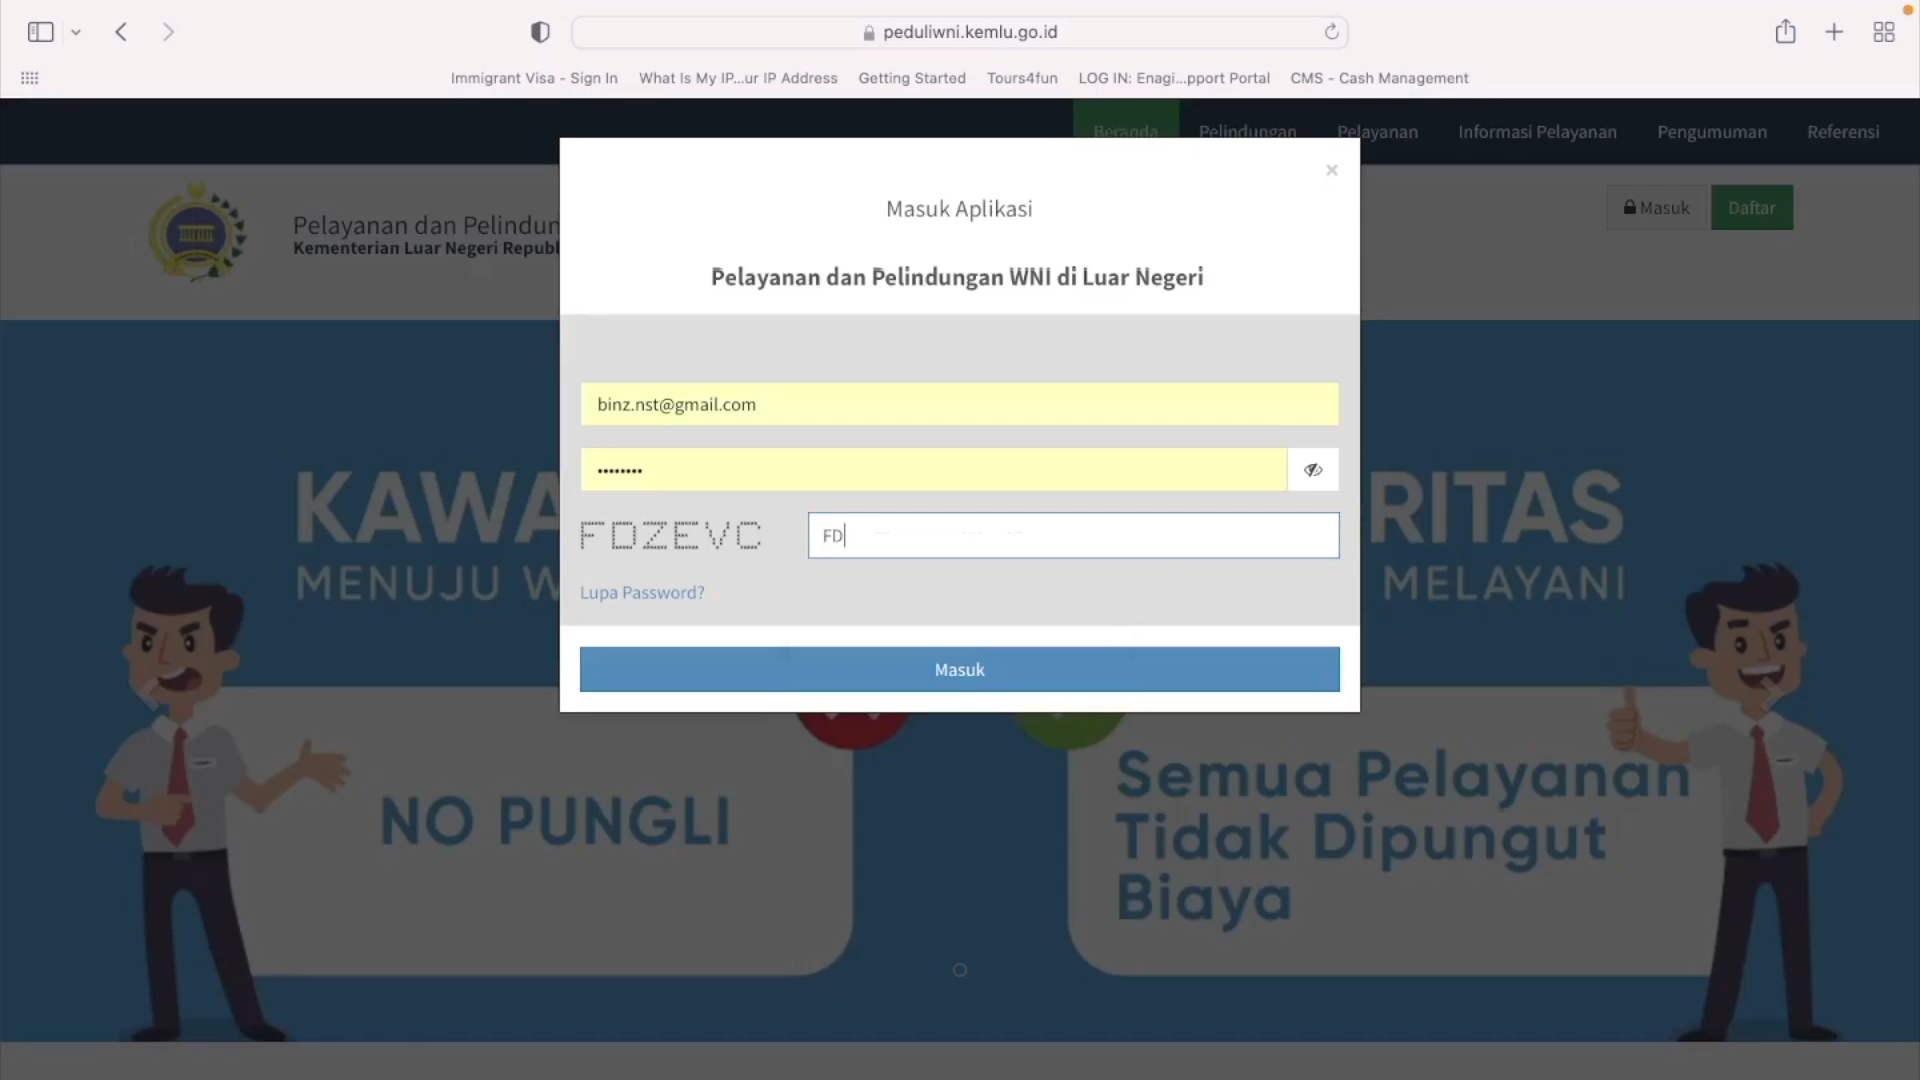 peduliwni.kemlu.go.id
Immigrant Visa - Sign In What Is My IP...ur IP Address Getting Started Tours4fun LOG IN: Enagi...pport Portal CMS - Cash Management
Beranda Pelindungan Pelayanan Informasi Pelayanan Pengumuman Referensi
Masuk Daftar
Pelayanan dan Pelindun
Kementerian Luar Negeri Republ
×
Masuk Aplikasi
Pelayanan dan Pelindungan WNI di Luar Negeri
binz.nst@gmail.com
••••••••
FDZEVC FD
Lupa Password?
Masuk
KAWA RITAS
MENUJU W MELAYANI
NO PUNGLI
Semua Pelayanan
Tidak Dipungut
Biaya